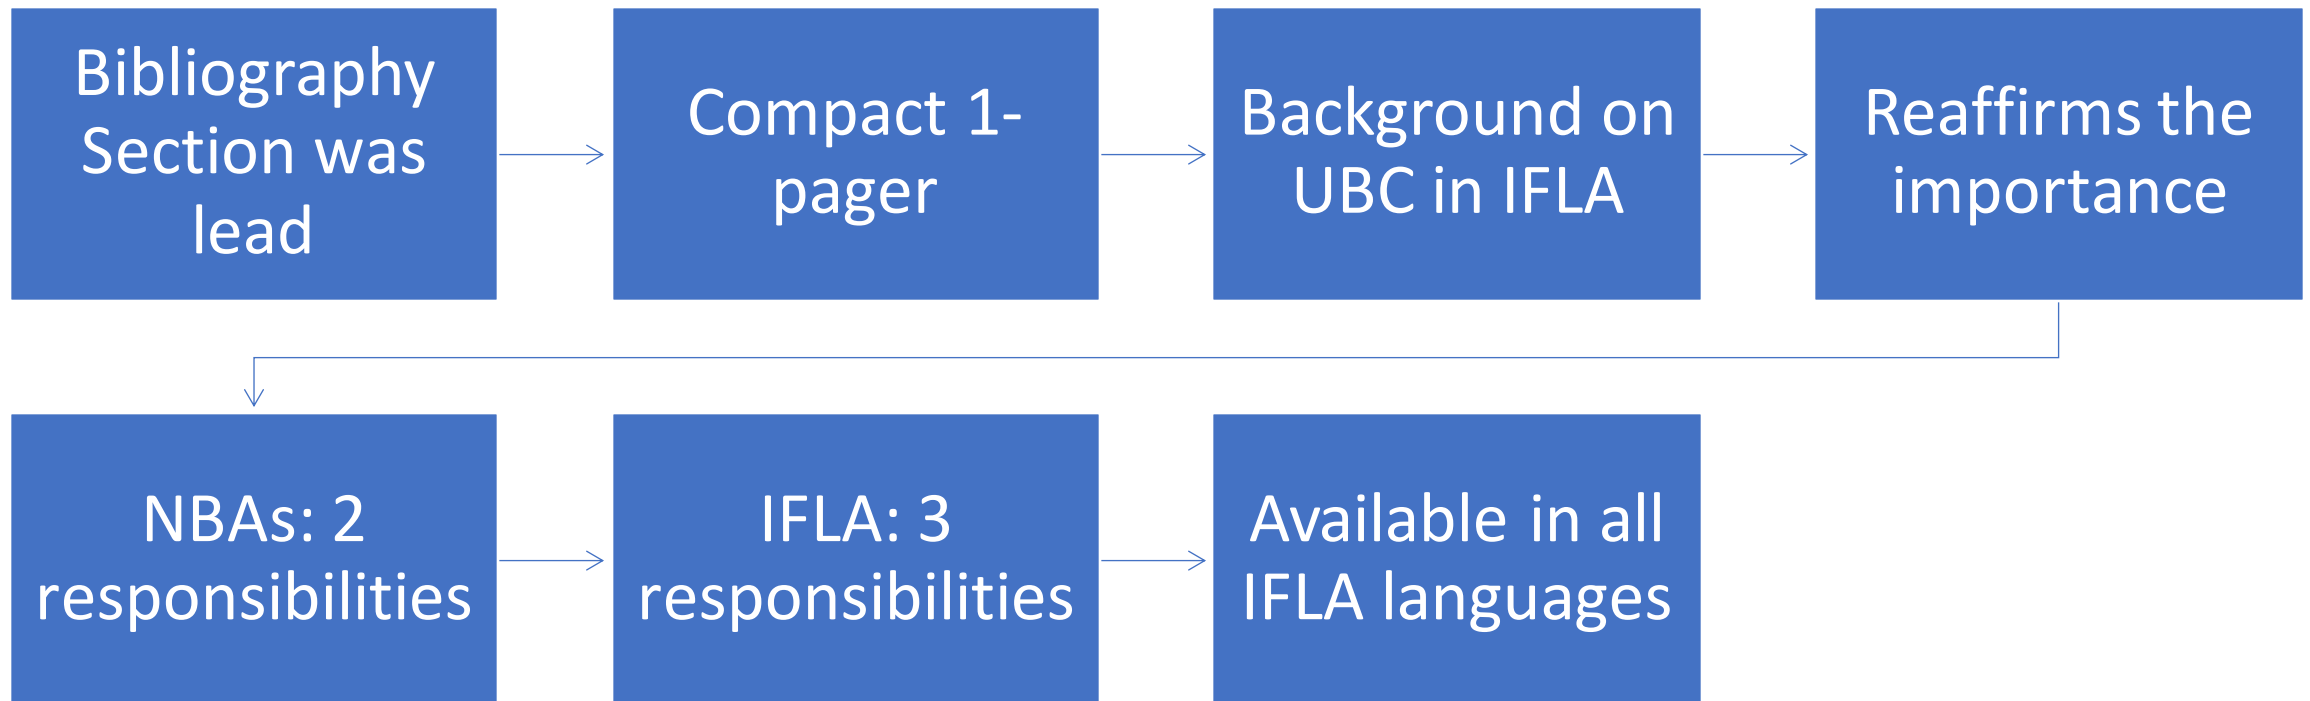 Bibliography
Section was
lead
Compact 1-
pager
Background on
UBC in IFLA
Reaffirms the
importance
NBAs: 2
responsibilities
IFLA: 3
responsibilities
Available in all
IFLA languages